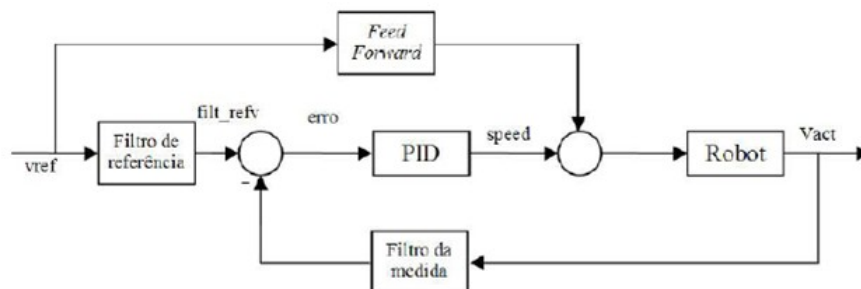 Feed
Forward
filt_refv
erro
speed
Vact
Filtro de
referência
PID
Robot
vref
-
Filtro da
medida